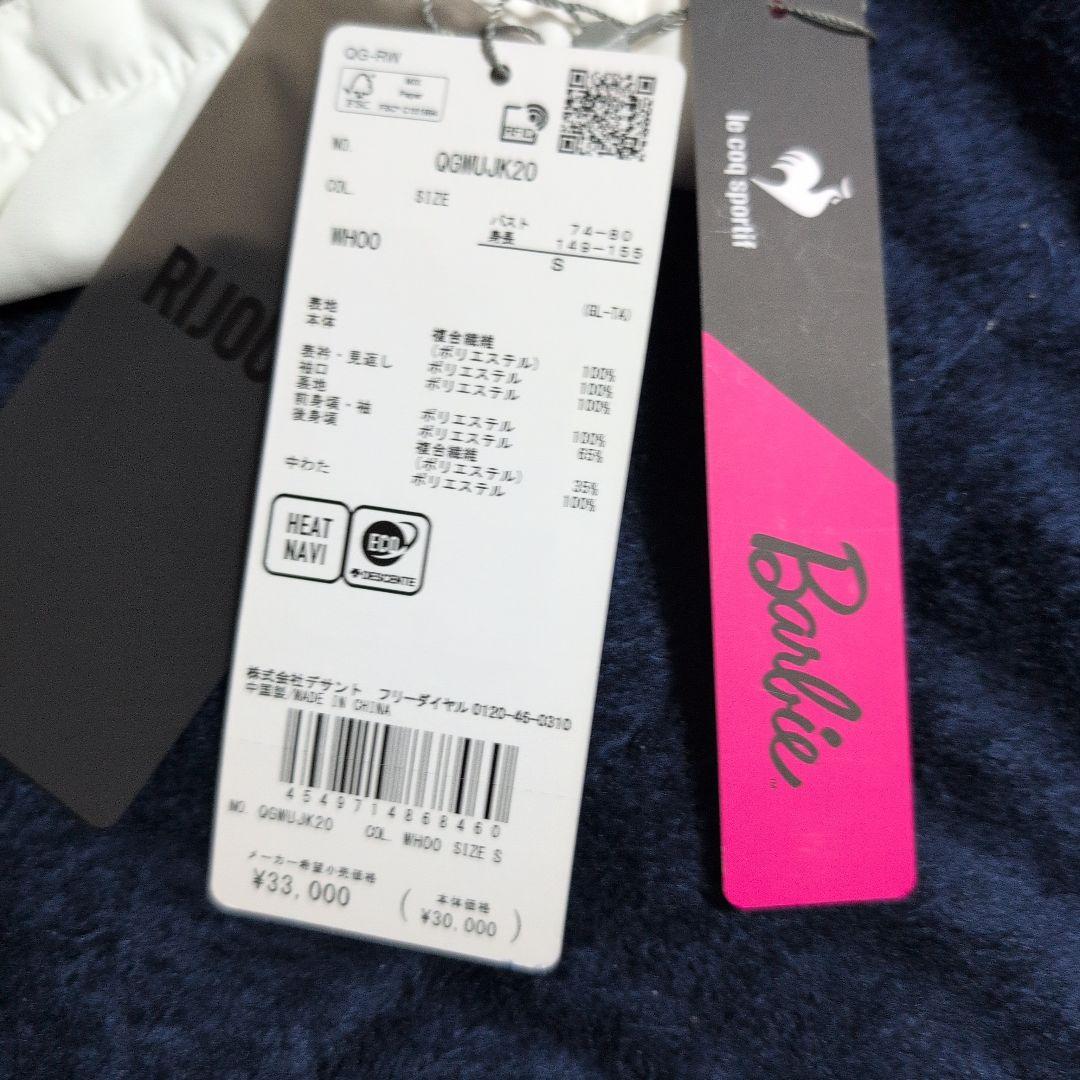 QG-RW
FSC
MIX
Paper
RFID
NO.
QGMUJK20
COL.
SIZE
WH00
バスト 74-80
身長 149-155
S
(BL-TA)
表地
本体 複合繊維
(ポリエステル) 100%
表衿・見返し ポリエステル 100%
袖口 ポリエステル 100%
裏地
前身頃・袖 ポリエステル 100%
後身頃 ポリエステル 65%
複合繊維
(ポリエステル) 35%
中わた ポリエステル 100%
HEAT
NAVI
ECO
DESCENTE
株式会社デサント フリーダイヤル 0120-46-0310
中国製/MADE IN CHINA
4549714868460
NO. QGMUJK20 COL. WH00 SIZE S
メーカー希望小売価格
¥33,000
( 本体価格
¥30,000 )
RIJOU
le coq sportif
Barbie
TM